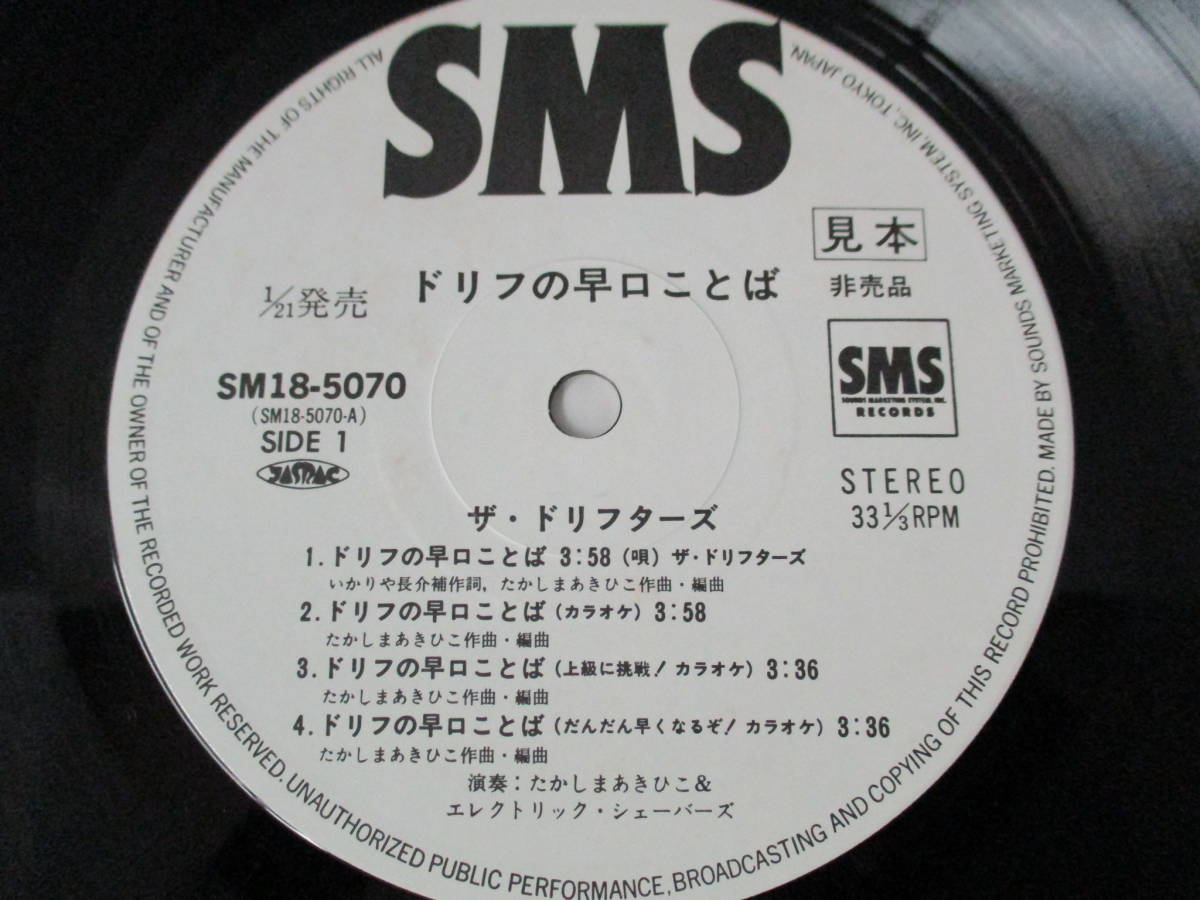 SMS
見本
非売品
ドリフの早口ことば
1/21発売
SM18-5070
(SM18-5070-A)
SIDE 1
JASRAC
SMS
SOUNDS MARKETING SYSTEM, INC.
RECORDS
STEREO
33 1/3 RPM
ザ・ドリフターズ
1. ドリフの早口ことば 3:58 (唄) ザ・ドリフターズ
いかりや長介補作詞, たかしまあきひこ作曲・編曲
2. ドリフの早口ことば (カラオケ) 3:58
たかしまあきひこ作曲・編曲
3. ドリフの早口ことば (上級に挑戦! カラオケ) 3:36
たかしまあきひこ作曲・編曲
4. ドリフの早口ことば (だんだん早くなるぞ! カラオケ) 3:36
たかしまあきひこ作曲・編曲
演奏: たかしまあきひこ&
エレクトリック・シェーバーズ
ALL RIGHTS OF THE MANUFACTURER AND OF THE OWNER OF THE RECORDED WORK RESERVED. UNAUTHORIZED PUBLIC PERFORMANCE, BROADCASTING AND COPYING OF THIS RECORD PROHIBITED. MADE BY SOUNDS MARKETING SYSTEM, INC., TOKYO JAPAN.